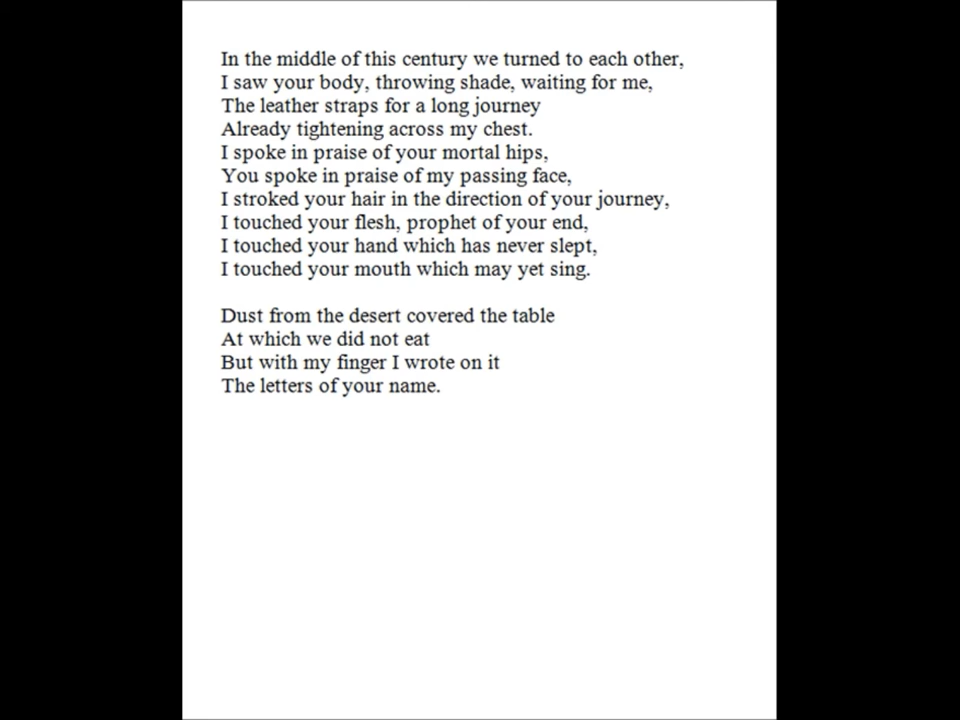 In the middle of this century we turned to each other,
I saw your body, throwing shade, waiting for me,
The leather straps for a long journey
Already tightening across my chest.
I spoke in praise of your mortal hips,
You spoke in praise of my passing face,
I stroked your hair in the direction of your journey,
I touched your flesh, prophet of your end,
I touched your hand which has never slept,
I touched your mouth which may yet sing.
Dust from the desert covered the table
At which we did not eat
But with my finger I wrote on it
The letters of your name.